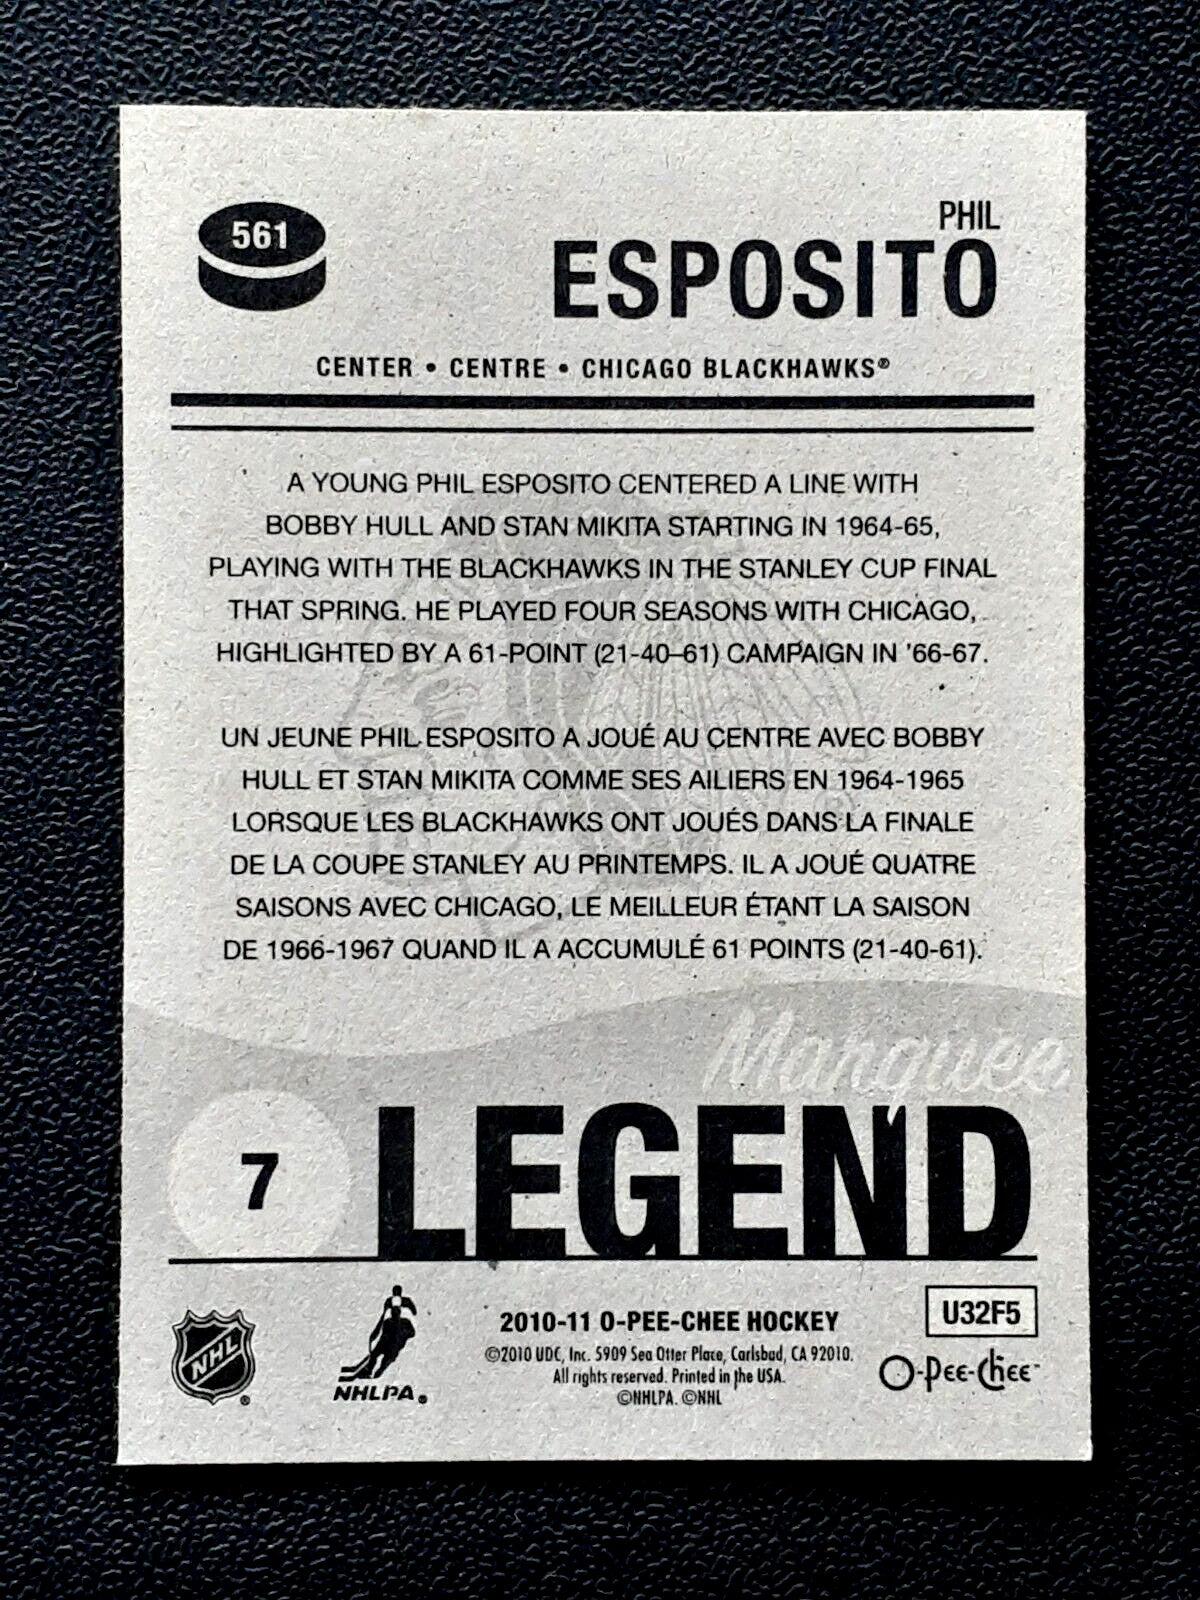 561
PHIL
ESPOSITO
CENTER • CENTRE • CHICAGO BLACKHAWKS®
A YOUNG PHIL ESPOSITO CENTERED A LINE WITH
BOBBY HULL AND STAN MIKITA STARTING IN 1964-65,
PLAYING WITH THE BLACKHAWKS IN THE STANLEY CUP FINAL
THAT SPRING. HE PLAYED FOUR SEASONS WITH CHICAGO,
HIGHLIGHTED BY A 61-POINT (21-40–61) CAMPAIGN IN '66-67.
UN JEUNE PHIL ESPOSITO A JOUÉ AU CENTRE AVEC BOBBY
HULL ET STAN MIKITA COMME SES AILIERS EN 1964-1965
LORSQUE LES BLACKHAWKS ONT JOUÉS DANS LA FINALE
DE LA COUPE STANLEY AU PRINTEMPS. IL A JOUÉ QUATRE
SAISONS AVEC CHICAGO, LE MEILLEUR ÉTANT LA SAISON
DE 1966-1967 QUAND IL A ACCUMULÉ 61 POINTS (21-40-61).
Marquee
7
LEGEND
NHL®
NHLPA®
2010-11 O-PEE-CHEE HOCKEY
©2010 UDC, Inc. 5909 Sea Otter Place, Carlsbad, CA 92010.
All rights reserved. Printed in the USA.
©NHLPA. ©NHL
U32F5
O-Pee-Chee™